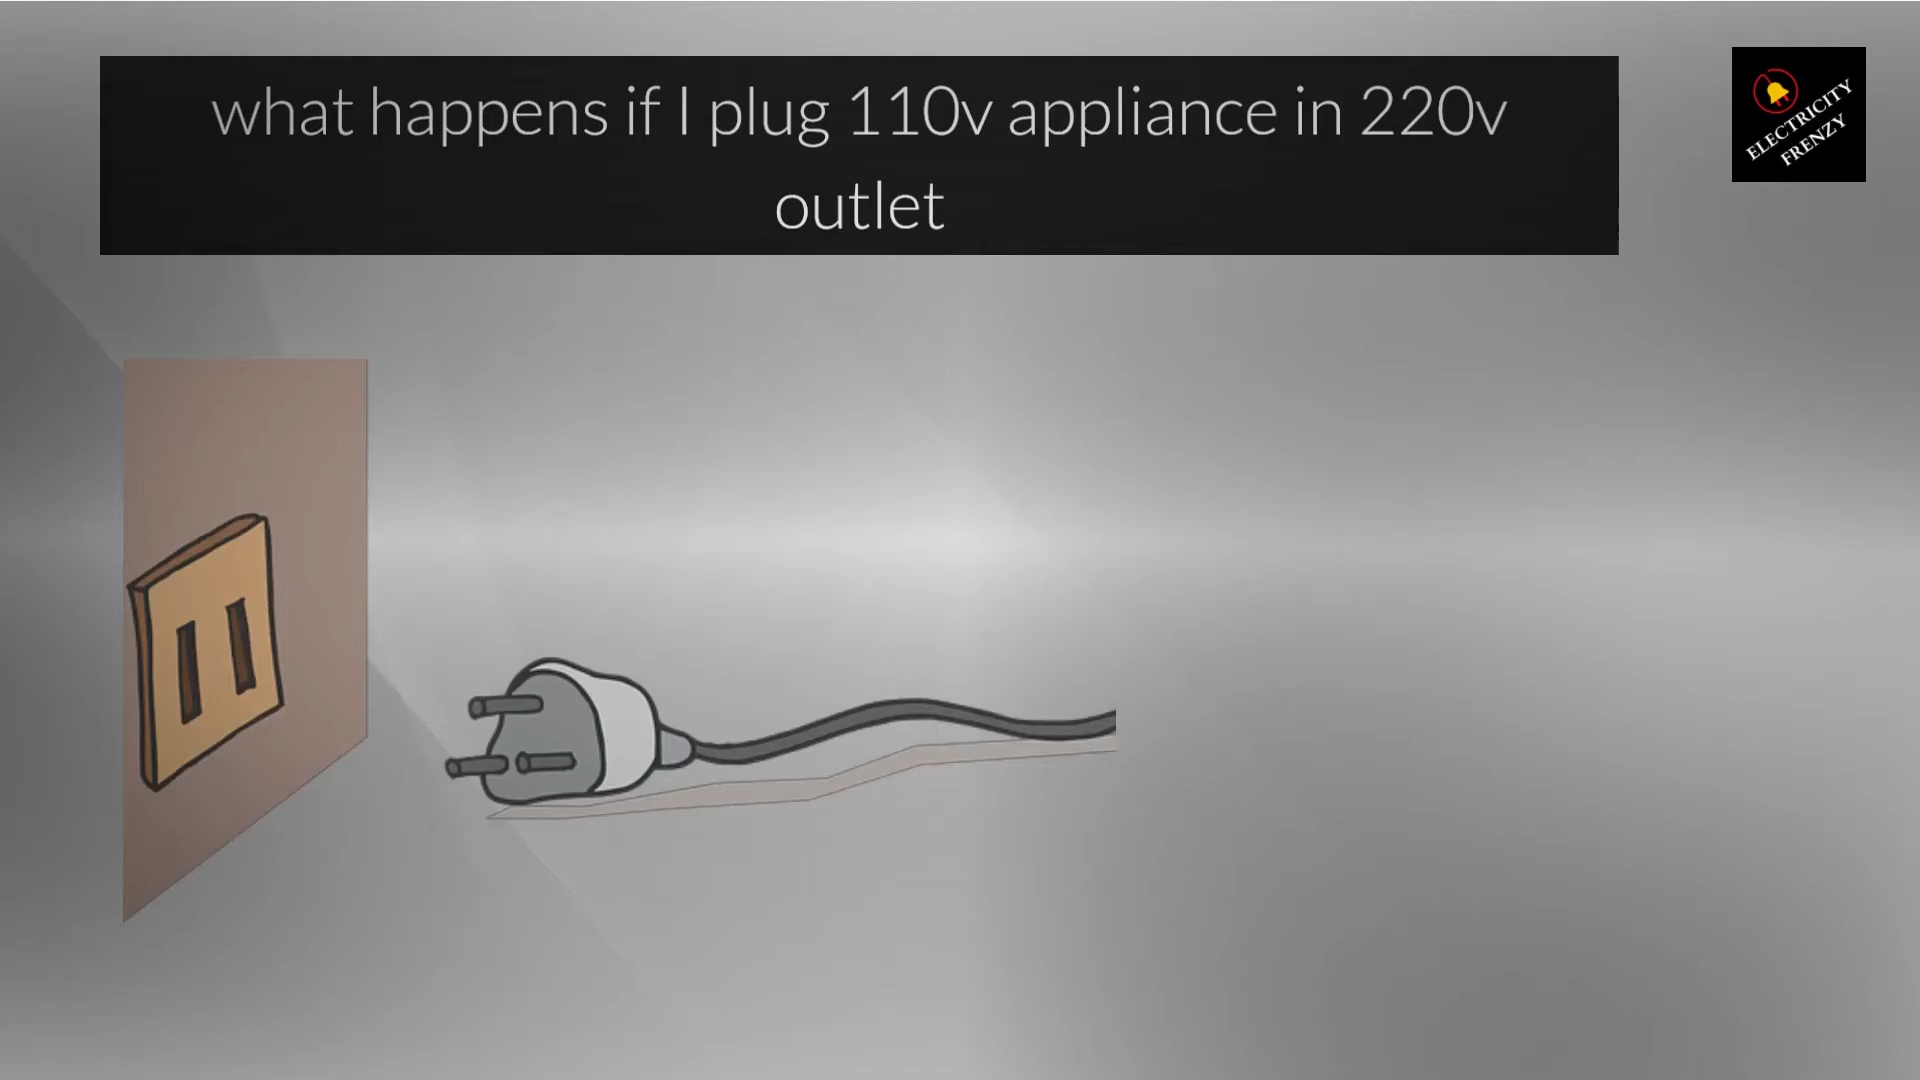 what happens if I plug 110v appliance in 220v
outlet
ELECTRICITY
FRENZY